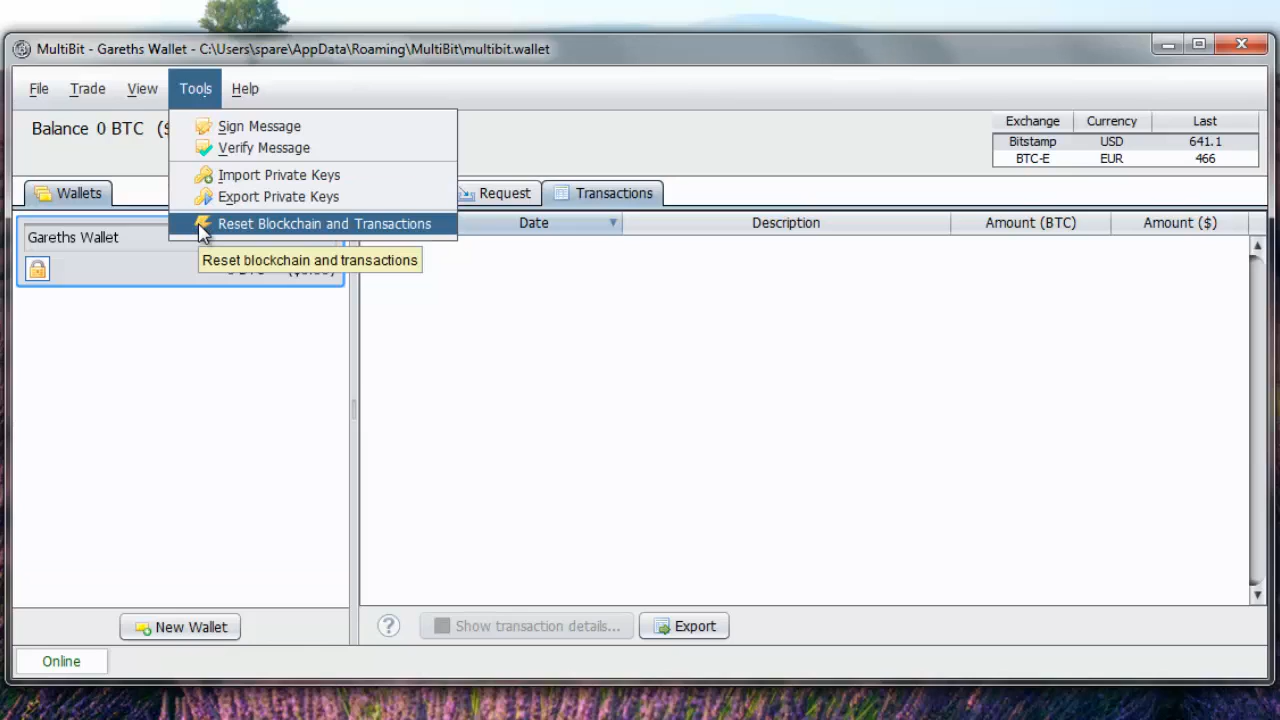 MultiBit - Gareths Wallet - C:\Users\spare\AppData\Roaming\MultiBit\multibit.wallet
File Trade View Tools Help
Balance 0 BTC ($
Sign Message
Verify Message
Import Private Keys
Export Private Keys
Reset Blockchain and Transactions
Reset blockchain and transactions
Exchange Currency Last
Bitstamp USD 641.1
BTC-E EUR 466
Wallets
Request Transactions
Gareths Wallet
Date Description Amount (BTC) Amount ($)
New Wallet
? Show transaction details... Export
Online